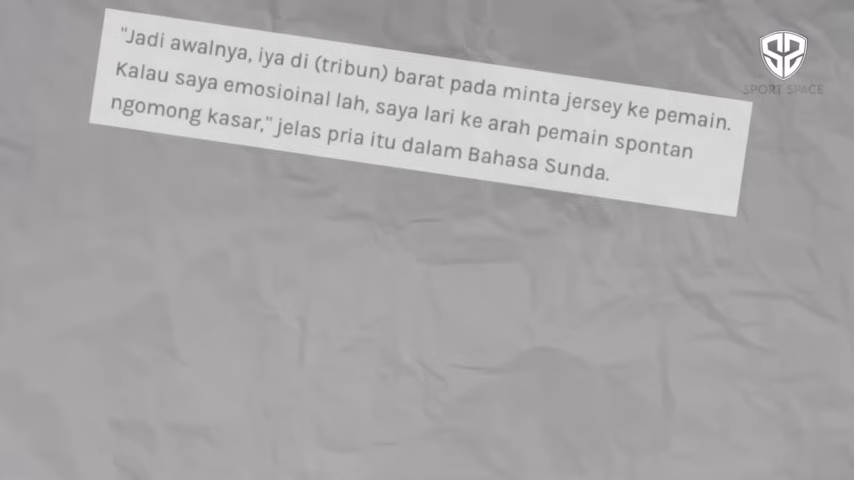 "Jadi awalnya, iya di (tribun) barat pada minta jersey ke pemain.
Kalau saya emosioinal lah, saya lari ke arah pemain spontan
ngomong kasar," jelas pria itu dalam Bahasa Sunda.
SPORT SPACE